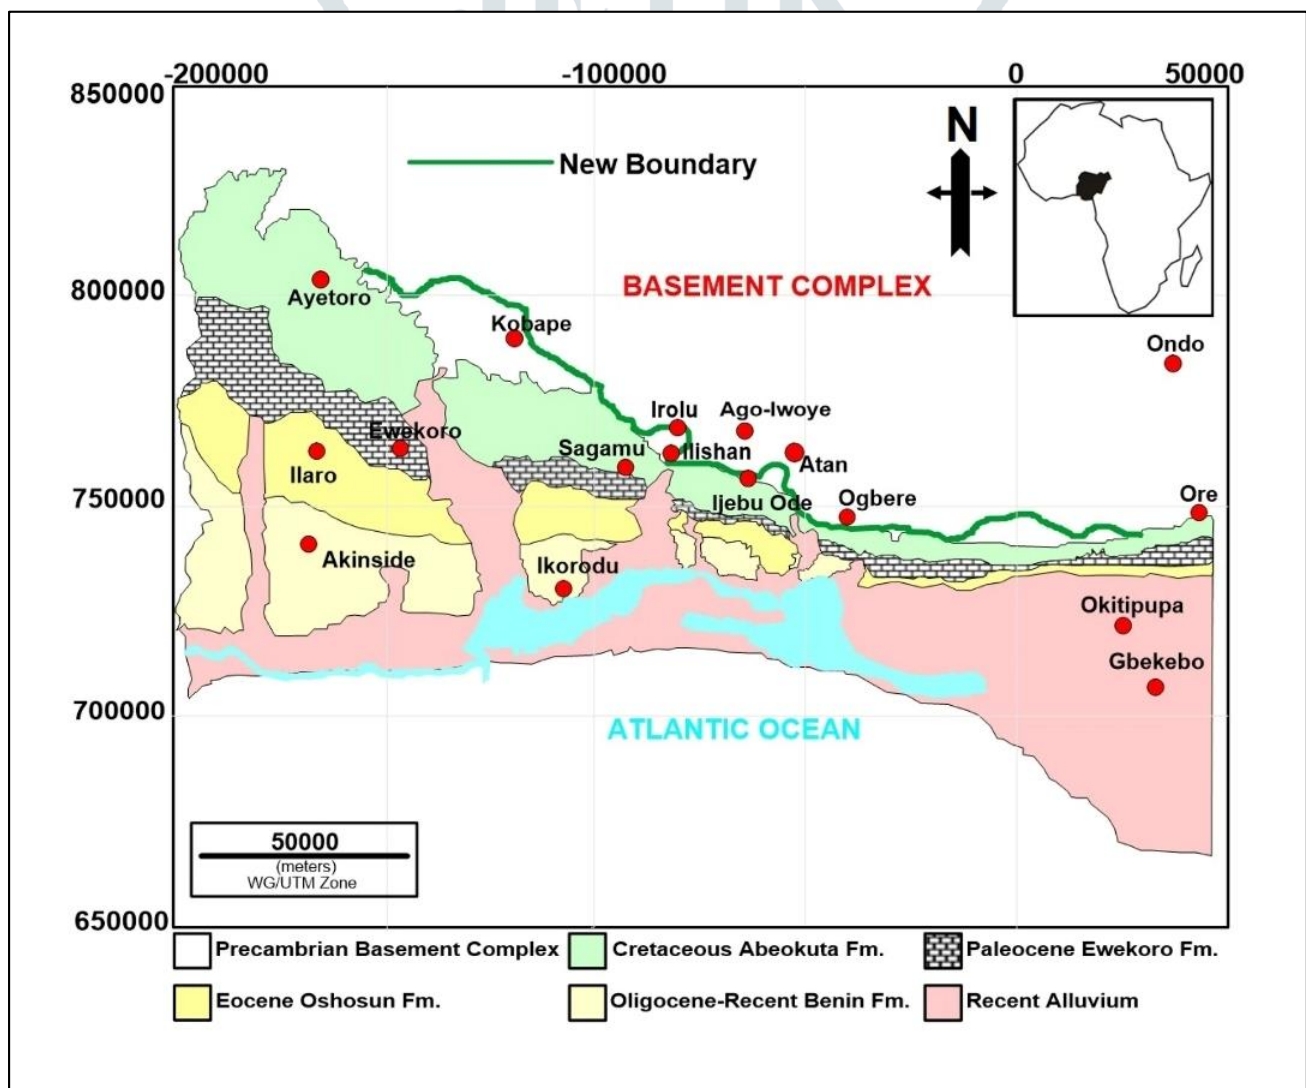 -200000 -100000 0 50000
850000
N
New Boundary
800000
BASEMENT COMPLEX
Ayetoro
Kobape
Ondo
Irolu
Ago-Iwoye
Ewekoro
Sagamu
Ilishan
Atan
Ilaro
750000
Ijebu Ode
Ogbere
Ore
Akinside
Ikorodu
Okitipupa
Gbekebo
700000
ATLANTIC OCEAN
50000
(meters)
WG/UTM Zone
650000
Precambrian Basement Complex
Cretaceous Abeokuta Fm.
Paleocene Ewekoro Fm.
Eocene Oshosun Fm.
Oligocene-Recent Benin Fm.
Recent Alluvium